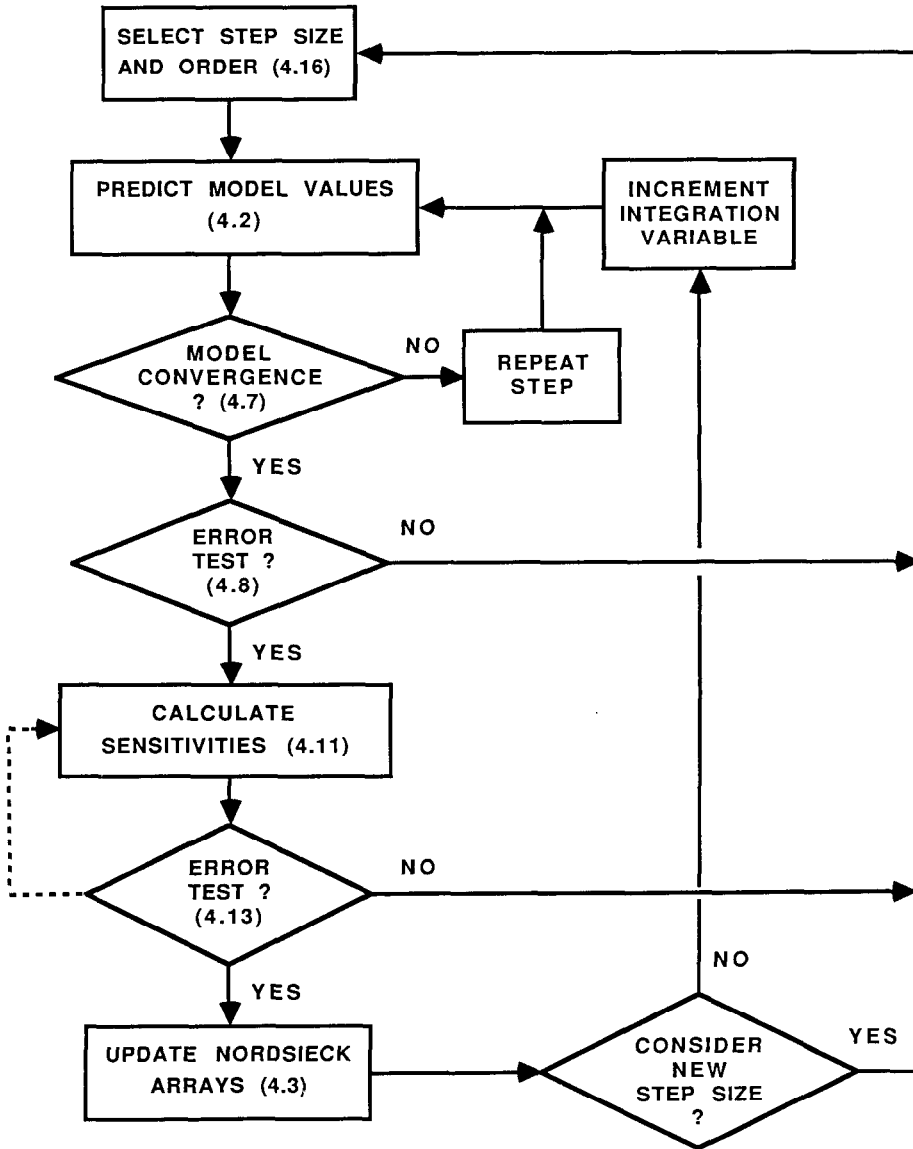 SELECT STEP SIZE
AND ORDER (4.16)
PREDICT MODEL VALUES
(4.2)
INCREMENT
INTEGRATION
VARIABLE
MODEL
CONVERGENCE
? (4.7)
NO
REPEAT
STEP
YES
ERROR
TEST ?
(4.8)
NO
YES
CALCULATE
SENSITIVITIES (4.11)
ERROR
TEST ?
(4.13)
NO
YES
UPDATE NORDSIECK
ARRAYS (4.3)
NO
CONSIDER
NEW
STEP SIZE
?
YES